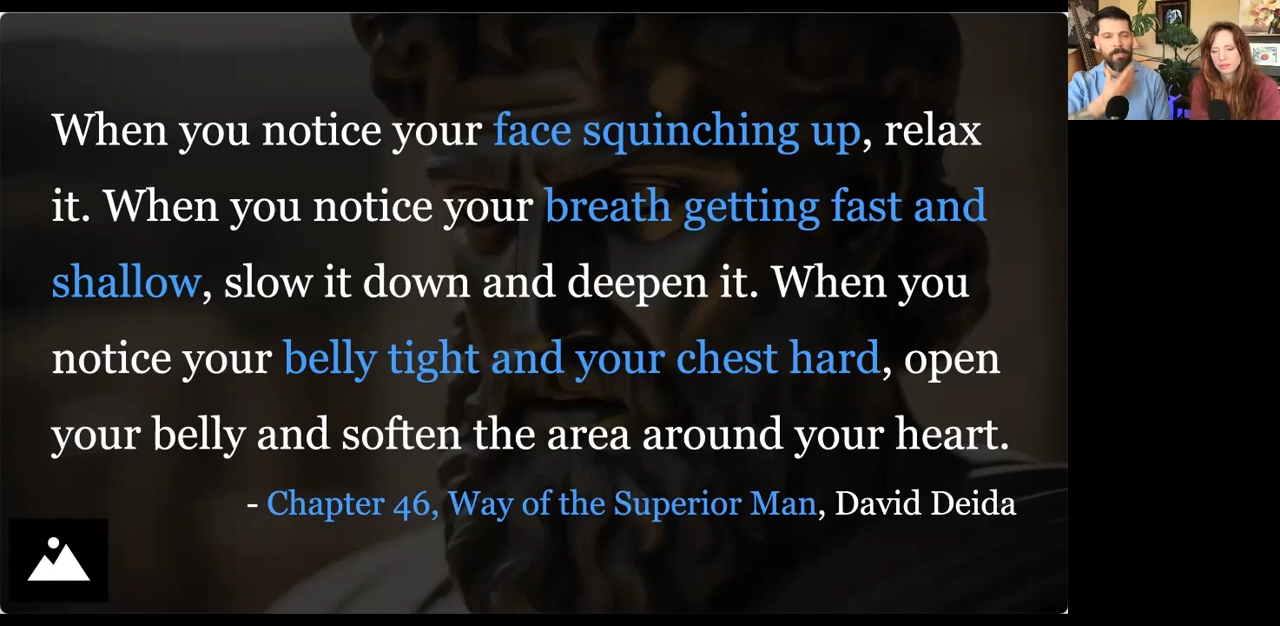 When you notice your face squinching up, relax
it. When you notice your breath getting fast and
shallow, slow it down and deepen it. When you
notice your belly tight and your chest hard, open
your belly and soften the area around your heart.
- Chapter 46, Way of the Superior Man, David Deida